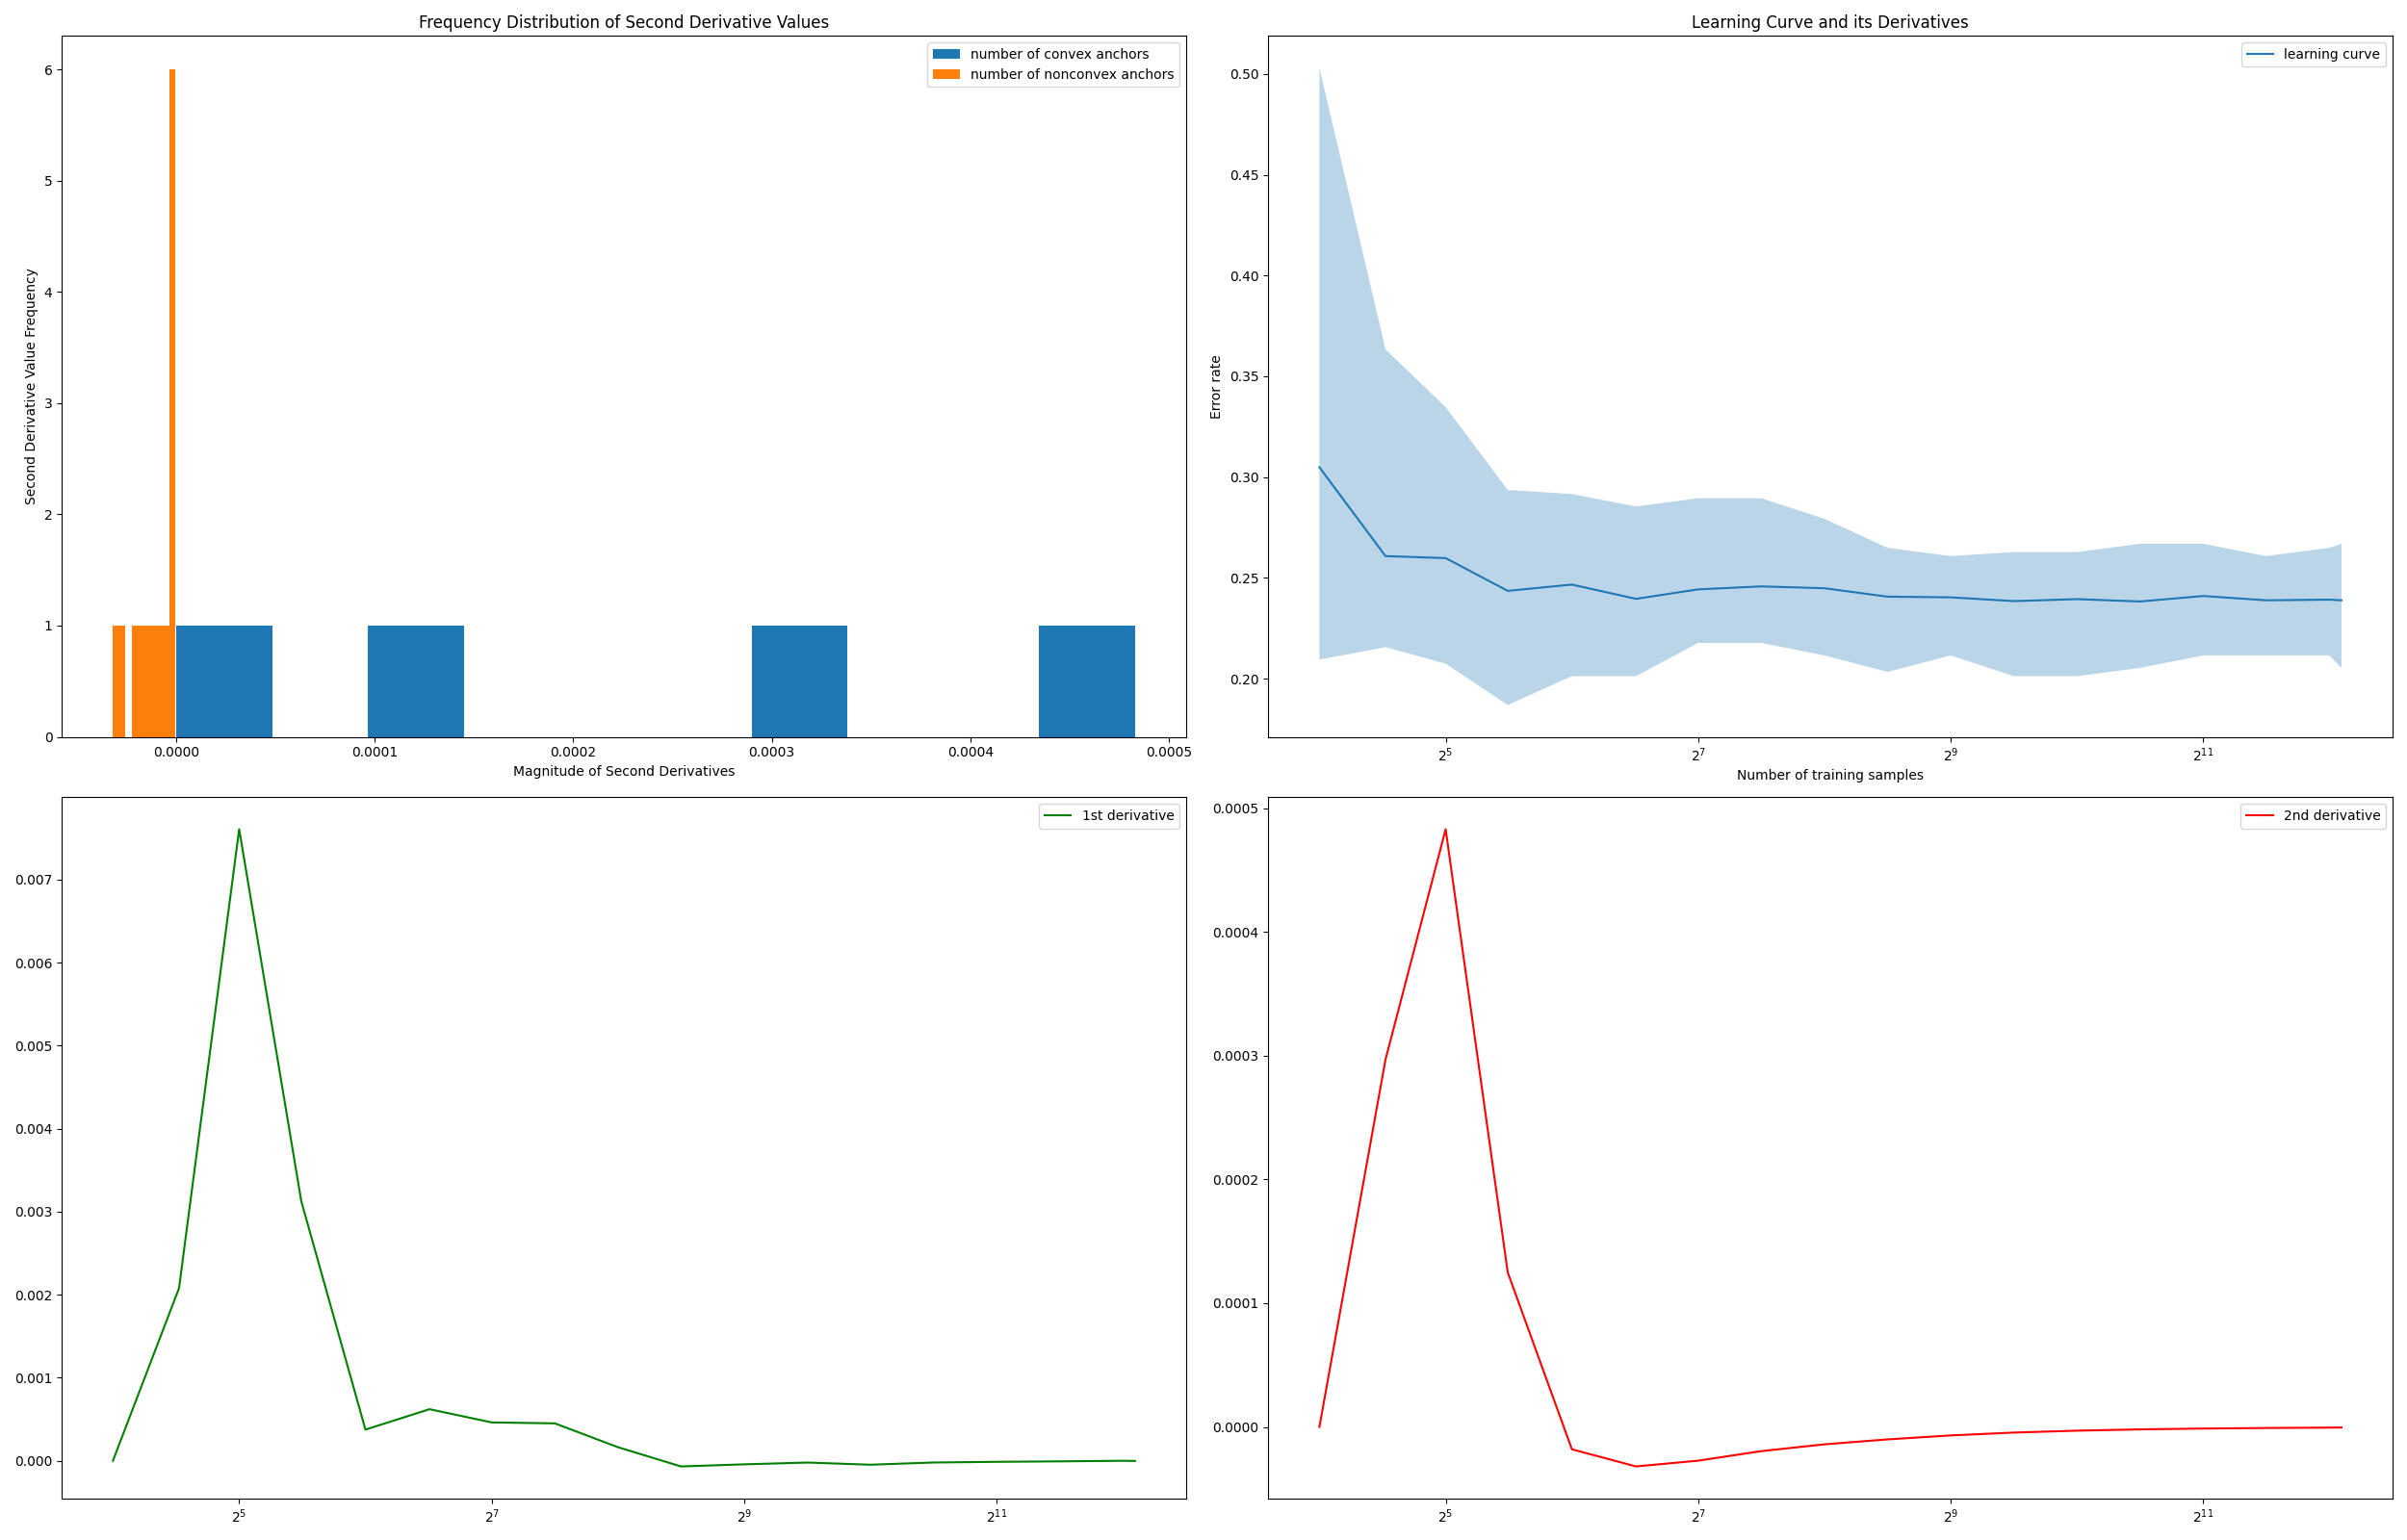 Frequency Distribution of Second Derivative Values
number of convex anchors
number of nonconvex anchors
Second Derivative Value Frequency
6
5
4
3
2
1
0
0.0000 0.0001 0.0002 0.0003 0.0004 0.0005
Magnitude of Second Derivatives
Learning Curve and its Derivatives
learning curve
Error rate
0.50
0.45
0.40
0.35
0.30
0.25
0.20
2⁵ 2⁷ 2⁹ 2¹¹
Number of training samples
1st derivative
0.007
0.006
0.005
0.004
0.003
0.002
0.001
0.000
2⁵ 2⁷ 2⁹ 2¹¹
2nd derivative
0.0005
0.0004
0.0003
0.0002
0.0001
0.0000
2⁵ 2⁷ 2⁹ 2¹¹